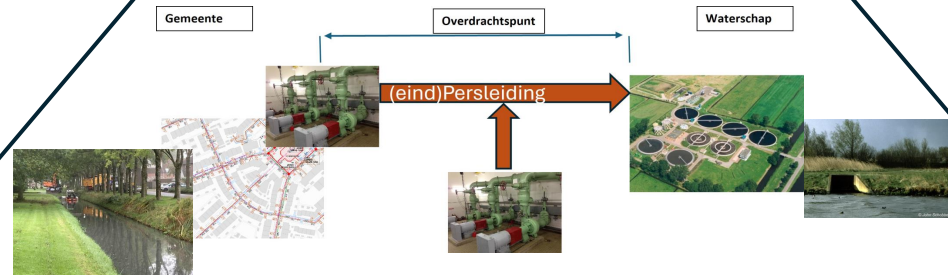 Gemeente
Overdrachtspunt
Waterschap
(eind)Persleiding